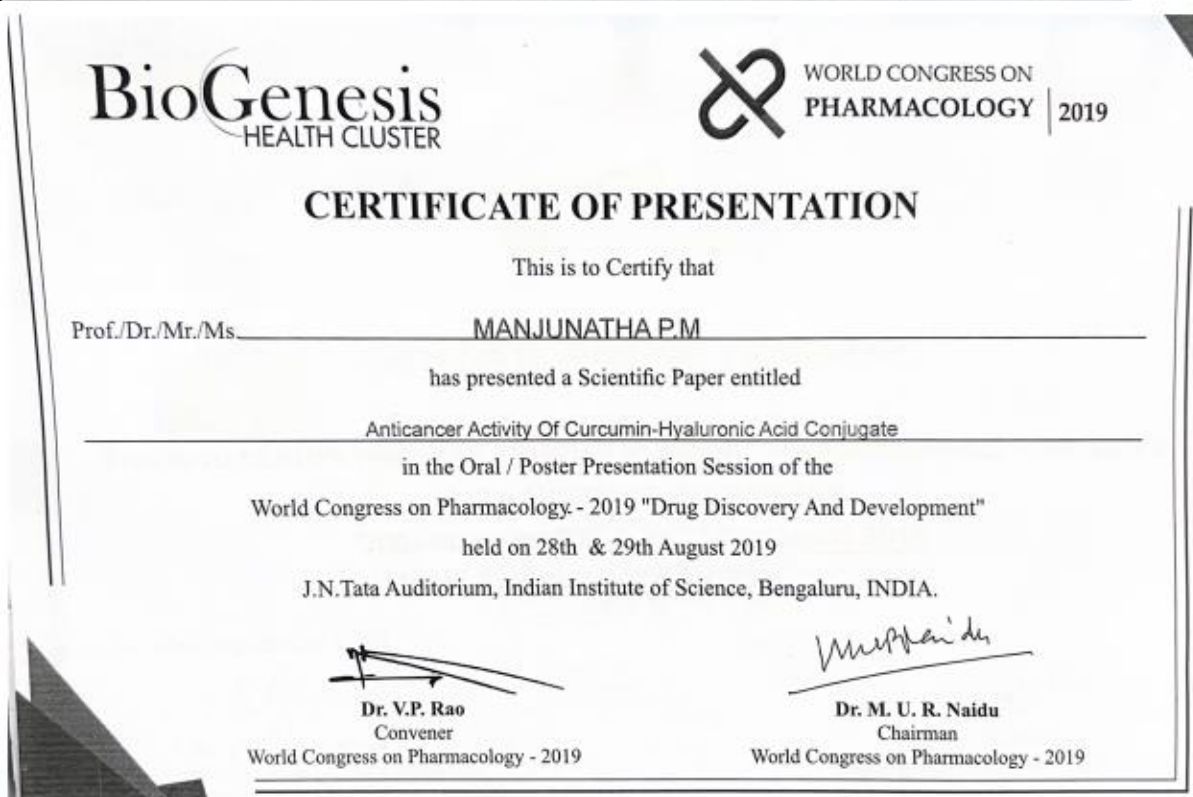 BioGenesis
HEALTH CLUSTER
WORLD CONGRESS ON
PHARMACOLOGY | 2019
CERTIFICATE OF PRESENTATION
This is to Certify that
Prof./Dr./Mr./Ms. MANJUNATHA P.M
has presented a Scientific Paper entitled
Anticancer Activity Of Curcumin-Hyaluronic Acid Conjugate
in the Oral / Poster Presentation Session of the
World Congress on Pharmacology - 2019 "Drug Discovery And Development"
held on 28th & 29th August 2019
J.N.Tata Auditorium, Indian Institute of Science, Bengaluru, INDIA.
Dr. V.P. Rao
Convener
World Congress on Pharmacology - 2019
Dr. M. U. R. Naidu
Chairman
World Congress on Pharmacology - 2019